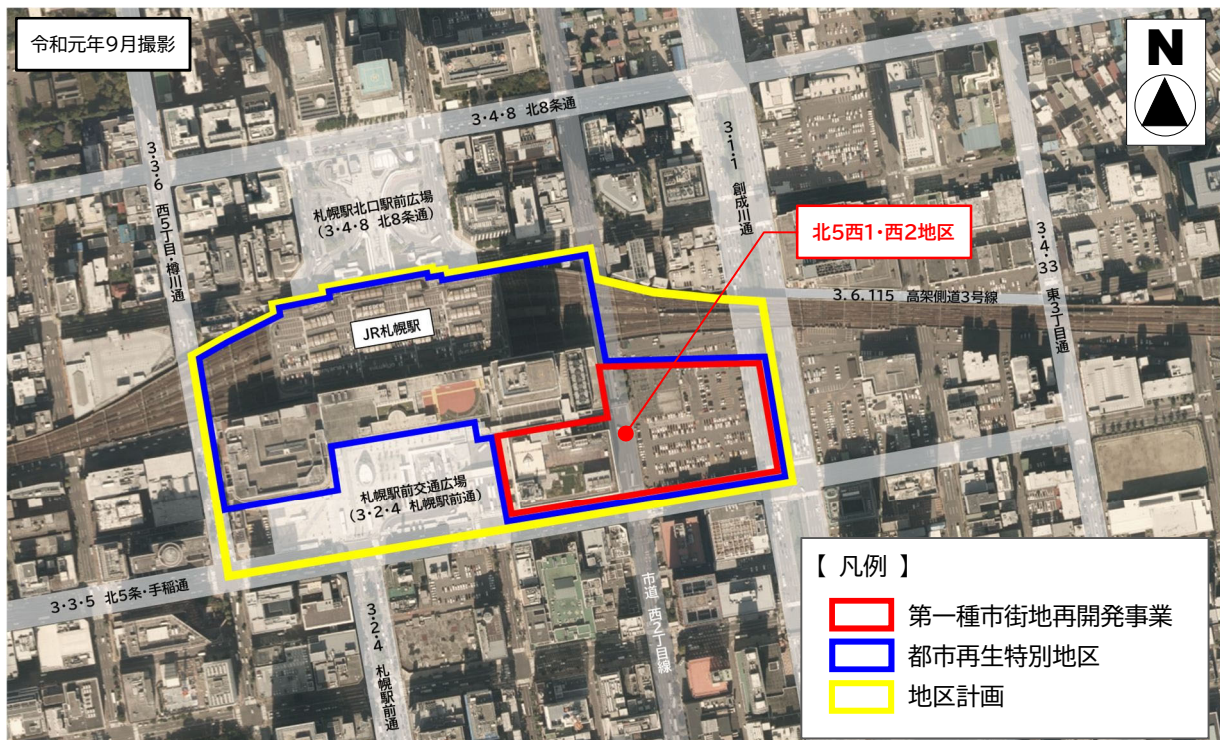 令和元年9月撮影
N
3・4・8 北8条通
3・3・6 西5丁目・樽川通
札幌駅北口駅前広場
(3・4・8 北8条通)
3・1・1 創成川通
北5西1・西2地区
3・4・33 東3丁目通
3.6.115 高架側道3号線
JR札幌駅
札幌駅前交通広場
(3・2・4 札幌駅前通)
3・3・5 北5条・手稲通
3・2・4 札幌駅前通
市道 西2丁目線
【 凡例 】
第一種市街地再開発事業
都市再生特別地区
地区計画